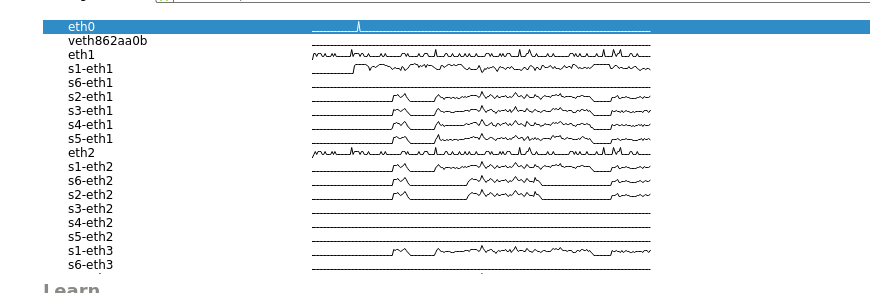 eth0
veth862aa0b
eth1
s1-eth1
s6-eth1
s2-eth1
s3-eth1
s4-eth1
s5-eth1
eth2
s1-eth2
s6-eth2
s2-eth2
s3-eth2
s4-eth2
s5-eth2
s1-eth3
s6-eth3
Learn